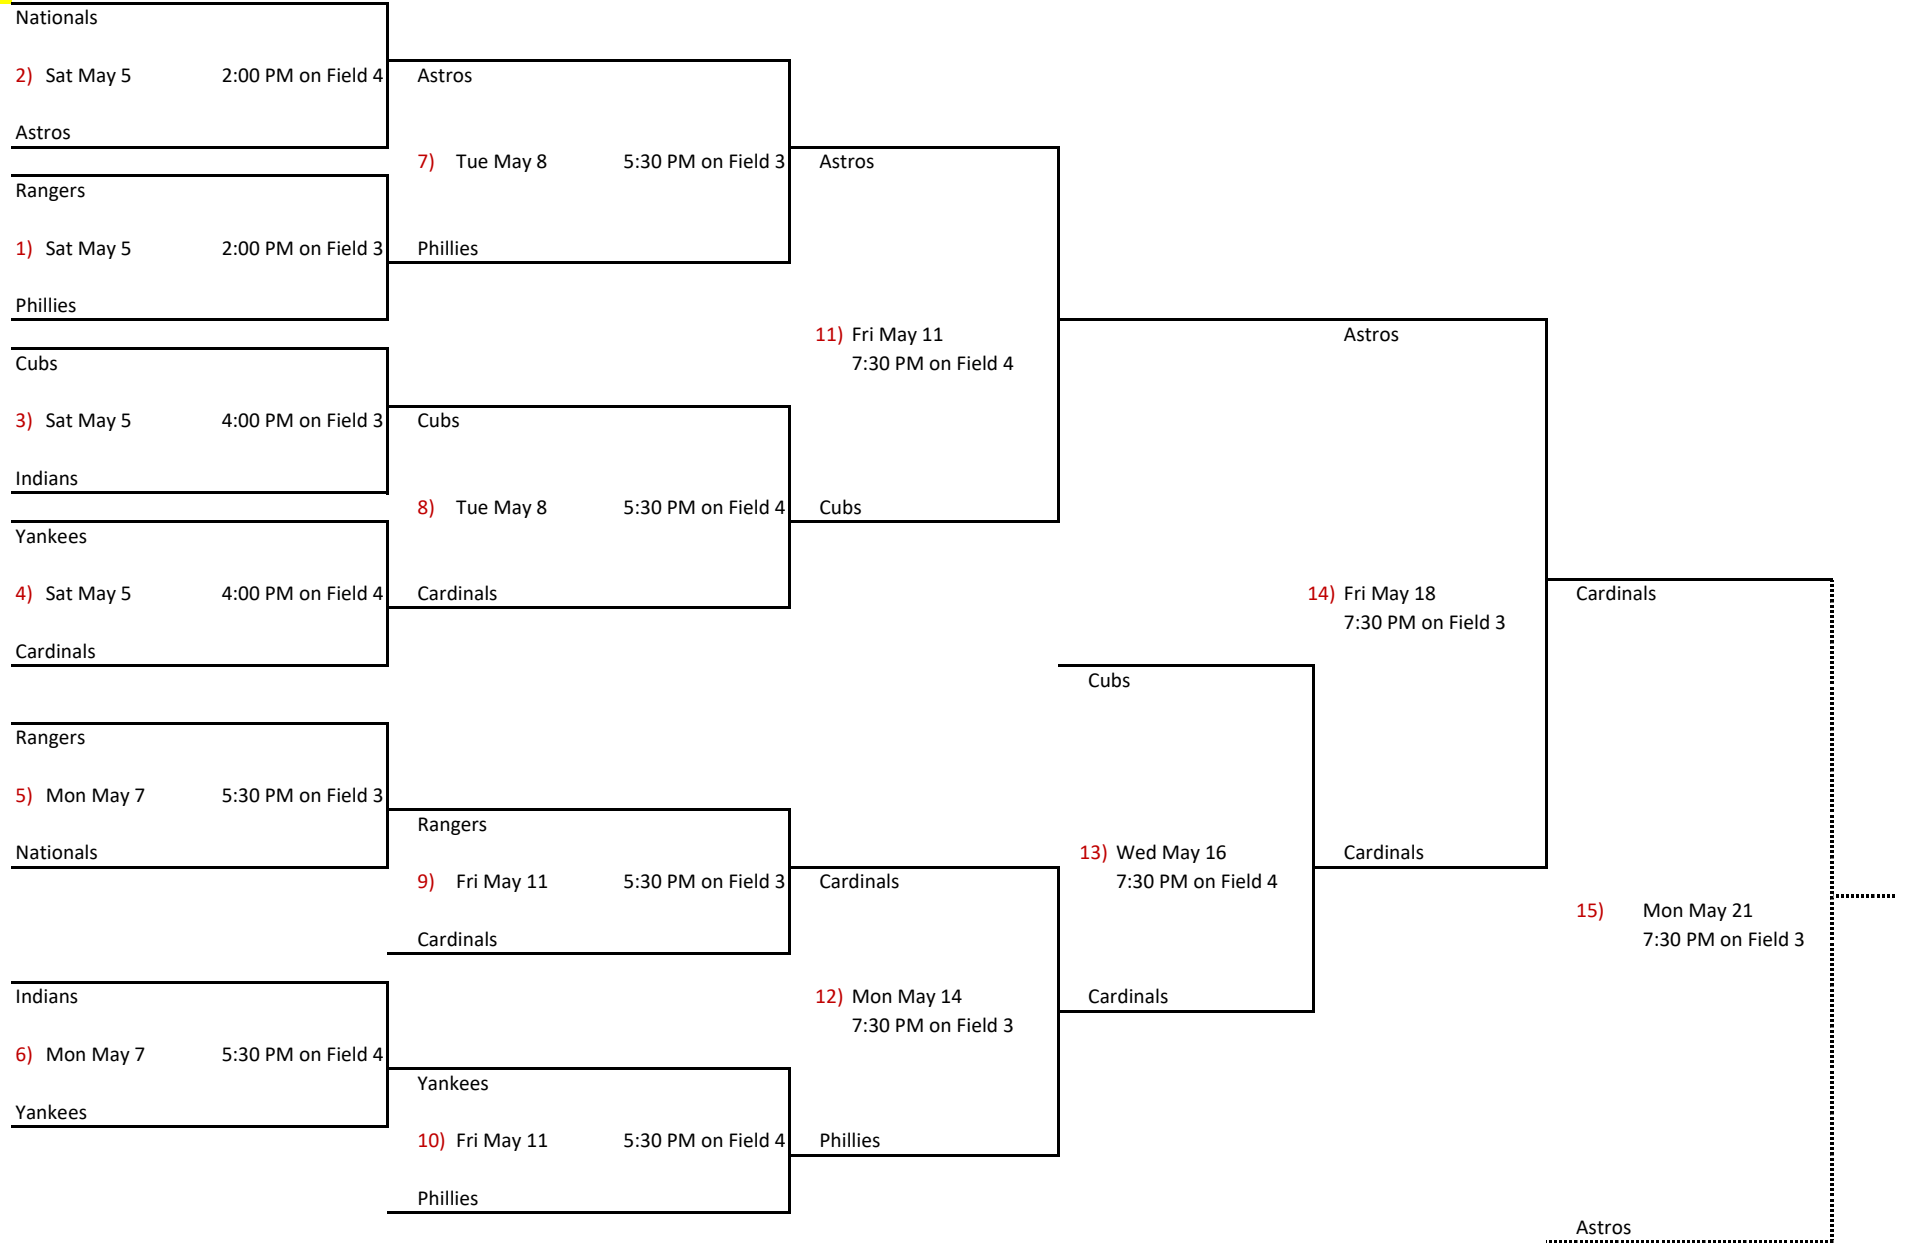 Nationals
2) Sat May 5 2:00 PM on Field 4
Astros
Rangers
1) Sat May 5 2:00 PM on Field 3
Phillies
Cubs
3) Sat May 5 4:00 PM on Field 3
Indians
Yankees
4) Sat May 5 4:00 PM on Field 4
Cardinals
Rangers
5) Mon May 7 5:30 PM on Field 3
Nationals
Indians
6) Mon May 7 5:30 PM on Field 4
Yankees
Astros
7) Tue May 8 5:30 PM on Field 3
Phillies
Cubs
8) Tue May 8 5:30 PM on Field 4
Cardinals
Rangers
9) Fri May 11 5:30 PM on Field 3
Cardinals
Yankees
10) Fri May 11 5:30 PM on Field 4
Phillies
Astros
11) Fri May 11
7:30 PM on Field 4
Cubs
Cardinals
12) Mon May 14
7:30 PM on Field 3
Phillies
Cubs
13) Wed May 16
7:30 PM on Field 4
Cardinals
Astros
14) Fri May 18
7:30 PM on Field 3
Cardinals
Cardinals
15) Mon May 21
7:30 PM on Field 3
Astros